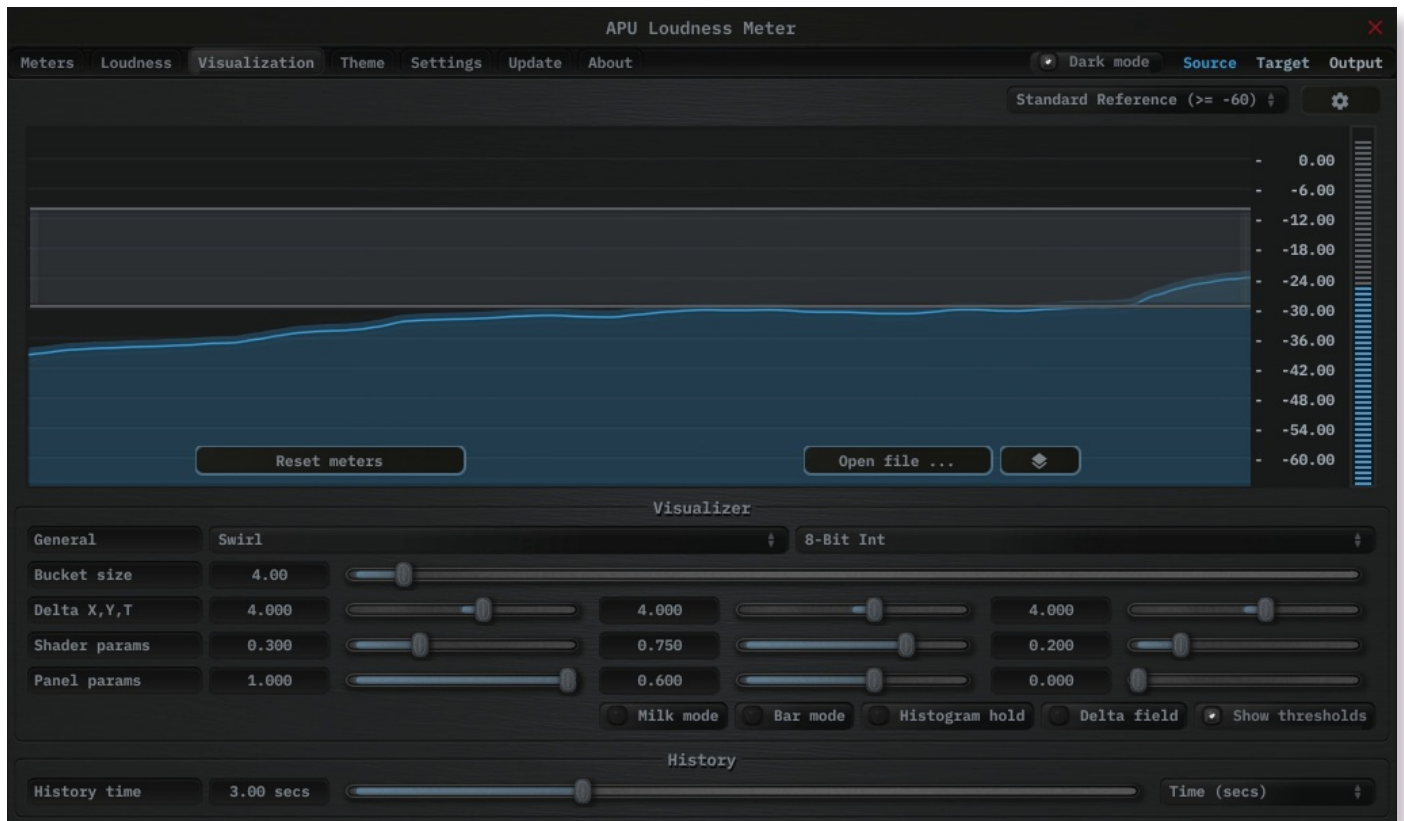 APU Loudness Meter
Meters Loudness Visualization Theme Settings Update About Dark mode Source Target Output
Standard Reference (>= -60)
- 0.00
- -6.00
- -12.00
- -18.00
- -24.00
- -30.00
- -36.00
- -42.00
- -48.00
- -54.00
- -60.00
Reset meters Open file ...
Visualizer
General Swirl 8-Bit Int
Bucket size 4.00
Delta X,Y,T 4.000 4.000 4.000
Shader params 0.300 0.750 0.200
Panel params 1.000 0.600 0.000
Milk mode Bar mode Histogram hold Delta field Show thresholds
History
History time 3.00 secs Time (secs)